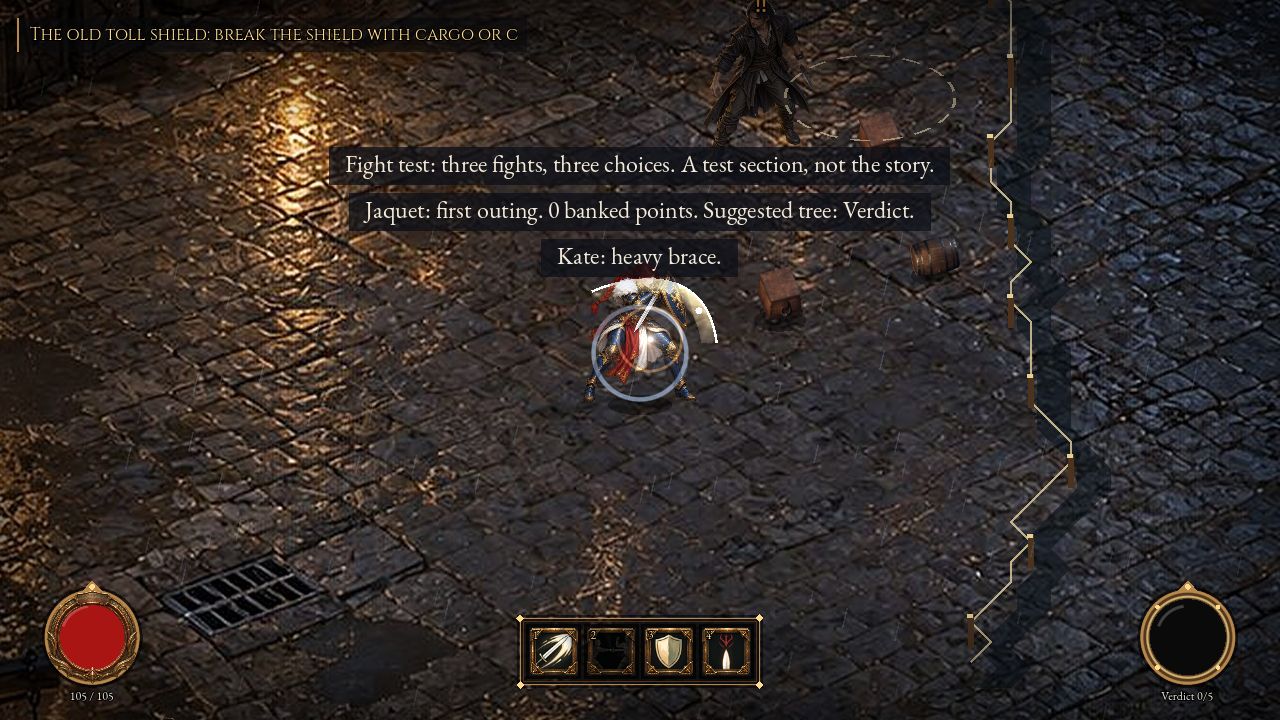 The old toll shield: break the shield with cargo or c
Fight test: three fights, three choices. A test section, not the story.
Jaquet: first outing. 0 banked points. Suggested tree: Verdict.
Kate: heavy brace.
2
105 / 105
Verdict 0/5